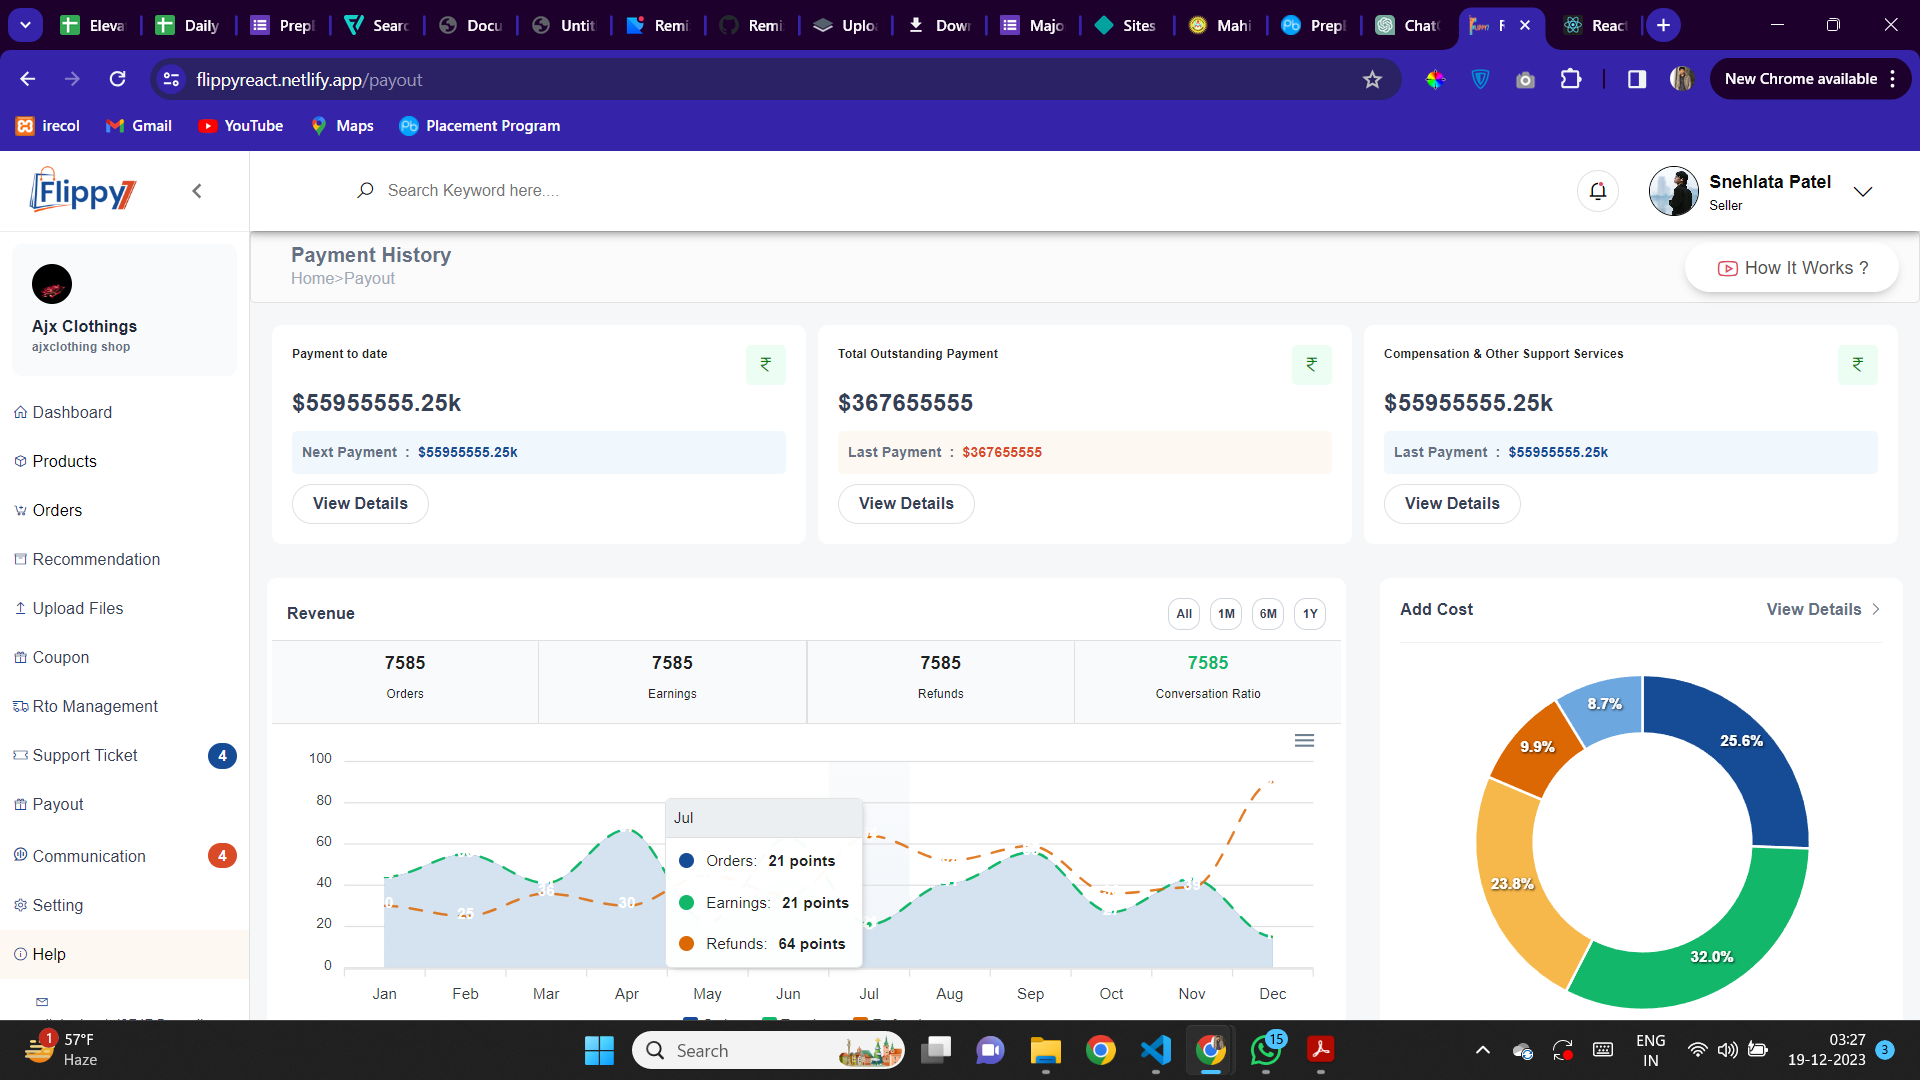 Eleva
Daily
Prepl
Searc
Docu
Untit
Remi
Remi
Uplo
Dow
Majo
Sites
Mahi
Prepl
Chat
React
flippyreact.netlify.app/payout
New Chrome available
irecol
Gmail
YouTube
Maps
Placement Program
Flippy7
Search Keyword here....
Snehlata Patel
Seller
Ajx Clothings
ajxclothing shop
Dashboard
Products
Orders
Recommendation
Upload Files
Coupon
Rto Management
Support Ticket
4
Payout
Communication
4
Setting
Help
Payment History
Home>Payout
How It Works ?
Payment to date
₹
$55955555.25k
Next Payment : $55955555.25k
View Details
Total Outstanding Payment
₹
$367655555
Last Payment : $367655555
View Details
Compensation & Other Support Services
₹
$55955555.25k
Last Payment : $55955555.25k
View Details
Revenue
All
1M
6M
1Y
7585
Orders
7585
Earnings
7585
Refunds
7585
Conversation Ratio
100
80
60
40
20
0
25
36
30
39
Jul
Orders: 21 points
Earnings: 21 points
Refunds: 64 points
Jan
Feb
Mar
Apr
May
Jun
Jul
Aug
Sep
Oct
Nov
Dec
Add Cost
View Details
8.7%
25.6%
9.9%
23.8%
32.0%
1
57°F
Haze
Search
15
ENG
IN
03:27
19-12-2023
3